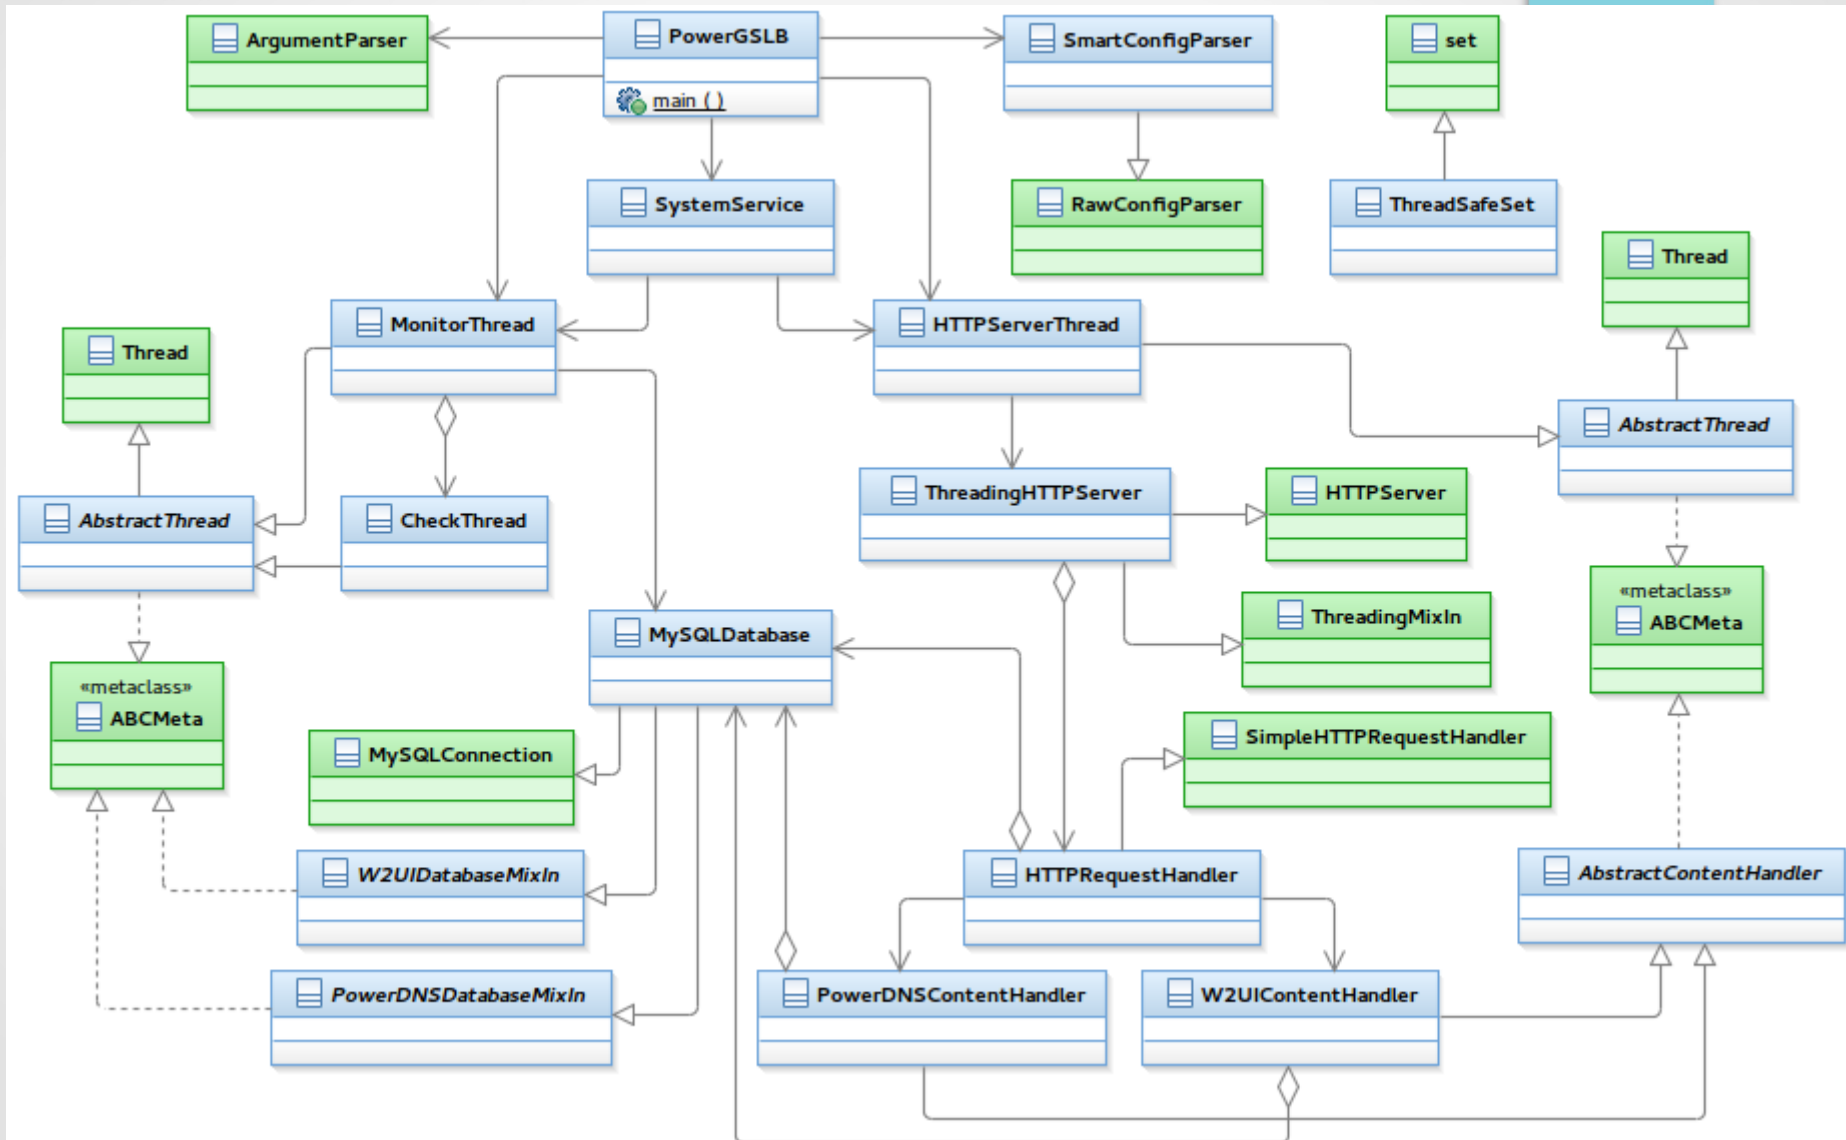 ArgumentParser
PowerGSLB
main ( )
SmartConfigParser
set
SystemService
RawConfigParser
ThreadSafeSet
Thread
MonitorThread
HTTPServerThread
Thread
AbstractThread
AbstractThread
CheckThread
ThreadingHTTPServer
HTTPServer
«metaclass»
ABCMeta
ThreadingMixIn
MySQLDatabase
«metaclass»
ABCMeta
MySQLConnection
SimpleHTTPRequestHandler
W2UIDatabaseMixIn
HTTPRequestHandler
AbstractContentHandler
PowerDNSDatabaseMixIn
PowerDNSContentHandler
W2UIContentHandler